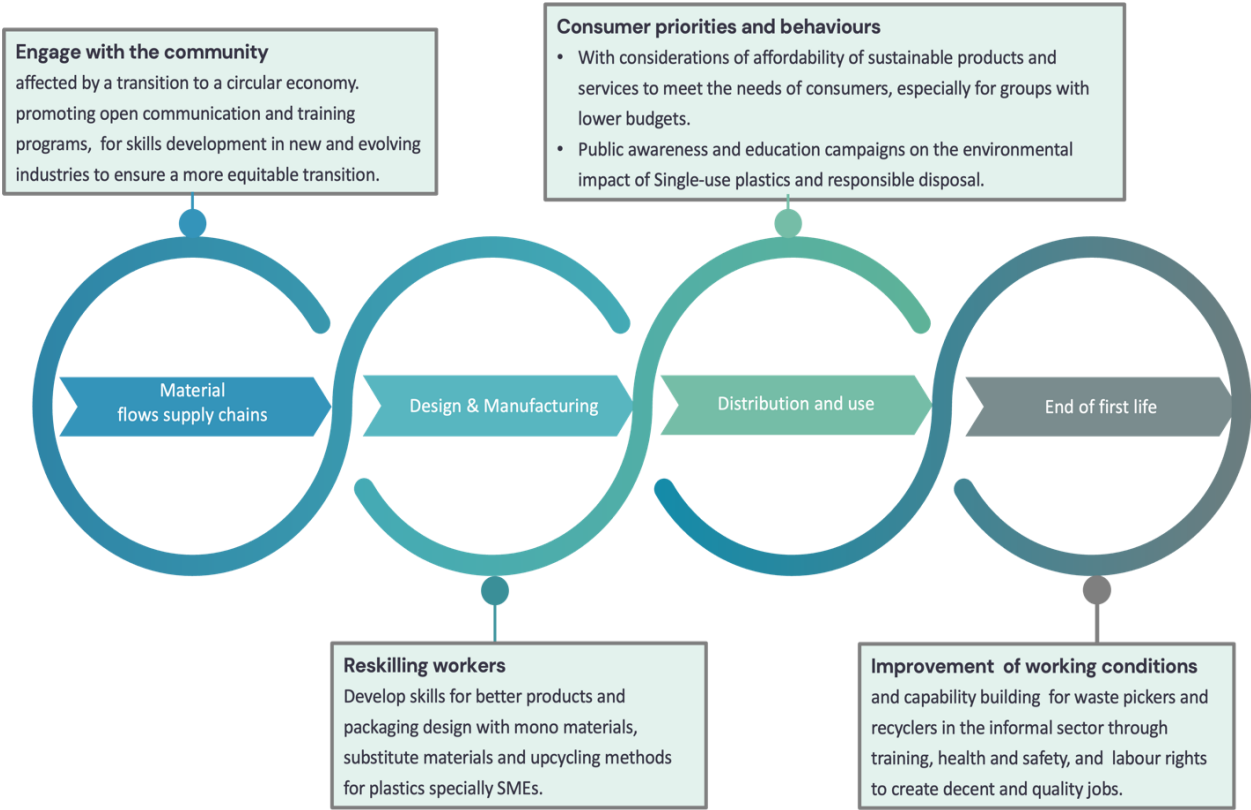 Engage with the community
affected by a transition to a circular economy.
promoting open communication and training
programs, for skills development in new and evolving
industries to ensure a more equitable transition.
Consumer priorities and behaviours
• With considerations of affordability of sustainable products and
services to meet the needs of consumers, especially for groups with
lower budgets.
• Public awareness and education campaigns on the environmental
impact of Single-use plastics and responsible disposal.
Material
flows supply chains
Design & Manufacturing
Distribution and use
End of first life
Reskilling workers
Develop skills for better products and
packaging design with mono materials,
substitute materials and upcycling methods
for plastics specially SMEs.
Improvement of working conditions
and capability building for waste pickers and
recyclers in the informal sector through
training, health and safety, and labour rights
to create decent and quality jobs.